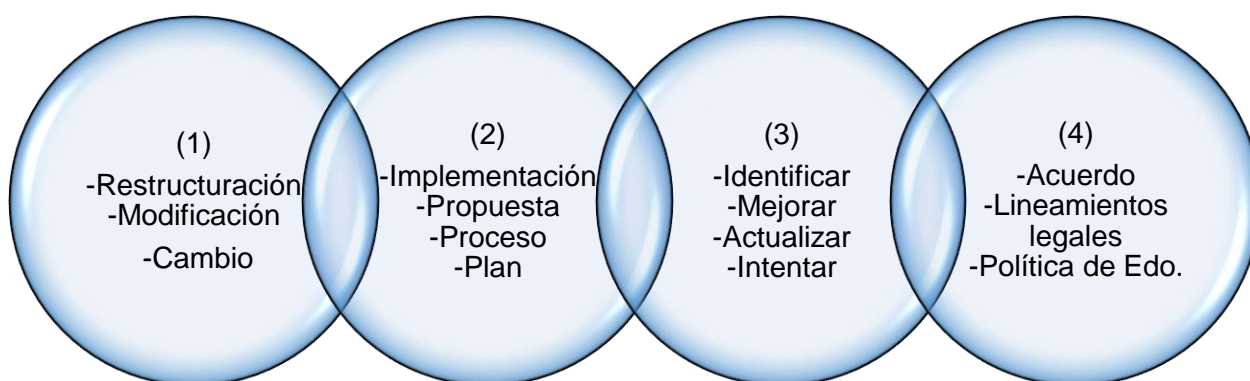 (1)
-Restructuración
-Modificación
-Cambio
(2)
-Implementación
-Propuesta
-Proceso
-Plan
(3)
-Identificar
-Mejorar
-Actualizar
-Intentar
(4)
-Acuerdo
-Lineamientos
legales
-Política de Edo.